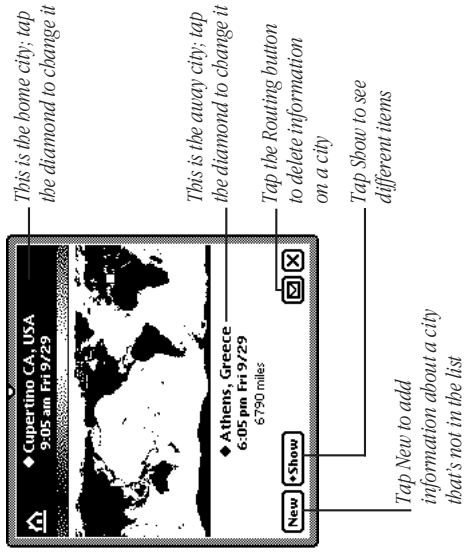 This is the home city; tap
the diamond to change it
Cupertino CA, USA
9:05 am Fri 9/29
This is the away city; tap
the diamond to change it
Athens, Greece
6:05 pm Fri 9/29
6790 miles
Tap the Routing button
to delete information
on a city
New
Show
Tap Show to see
different items
Tap New to add
information about a city
that's not in the list